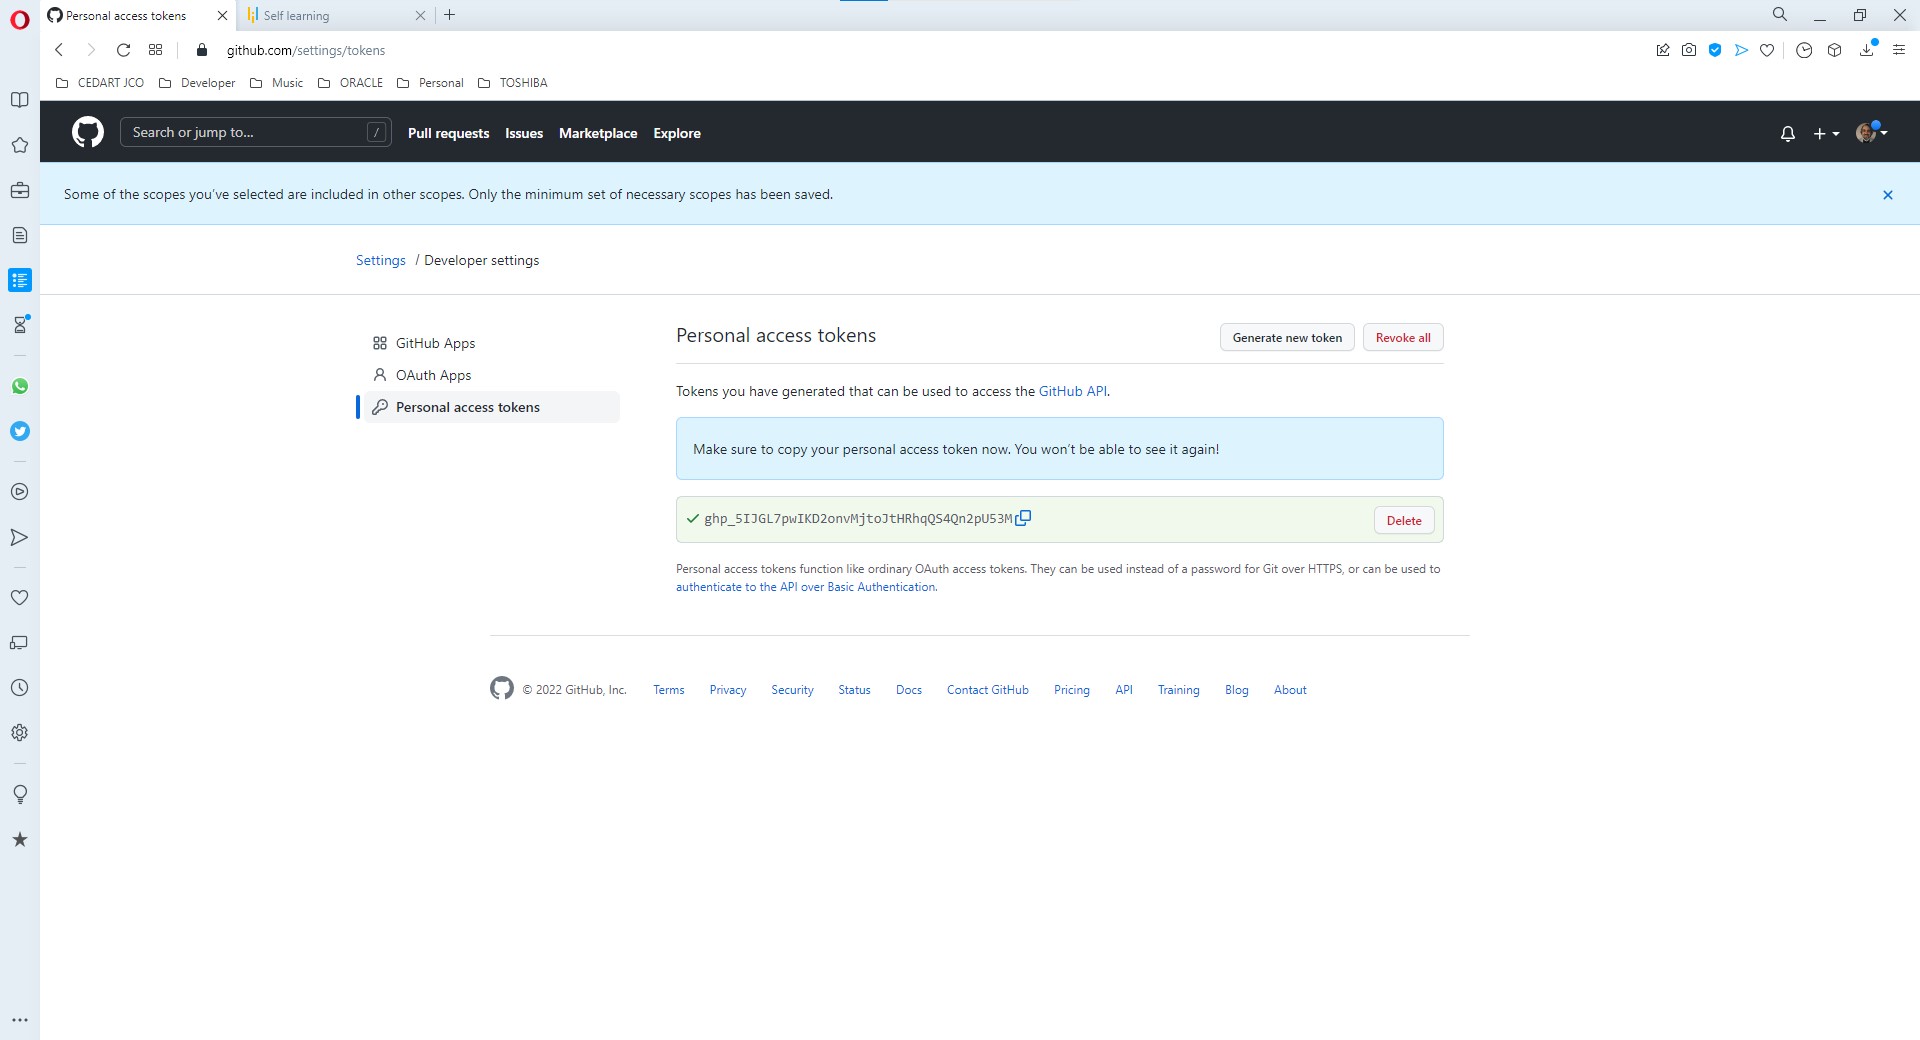 Personal access tokens
Self learning
github.com/settings/tokens
CEDART JCO
Developer
Music
ORACLE
Personal
TOSHIBA
Search or jump to...
/
Pull requests
Issues
Marketplace
Explore
Some of the scopes you've selected are included in other scopes. Only the minimum set of necessary scopes has been saved.
Settings / Developer settings
GitHub Apps
OAuth Apps
Personal access tokens
Personal access tokens
Generate new token
Revoke all
Tokens you have generated that can be used to access the GitHub API.
Make sure to copy your personal access token now. You won't be able to see it again!
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
Delete
Personal access tokens function like ordinary OAuth access tokens. They can be used instead of a password for Git over HTTPS, or can be used to
authenticate to the API over Basic Authentication.
© 2022 GitHub, Inc.
Terms
Privacy
Security
Status
Docs
Contact GitHub
Pricing
API
Training
Blog
About